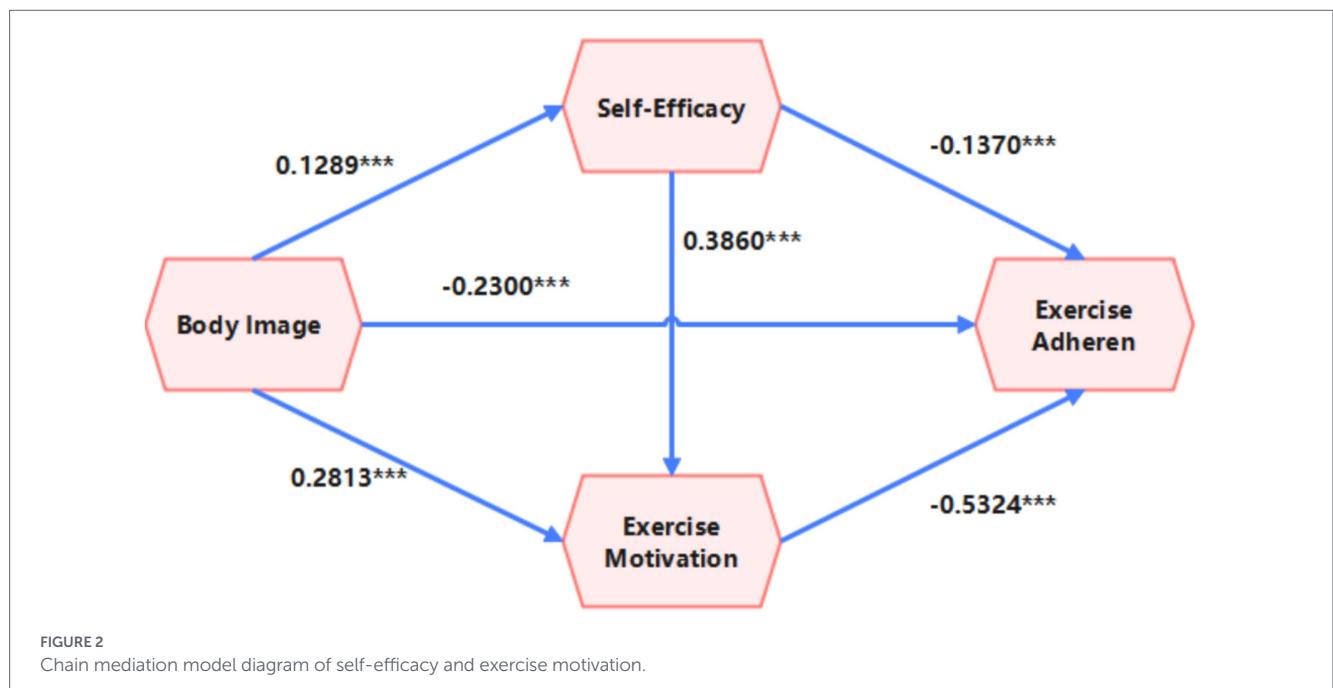 Self-Efficacy
-0.1370***
0.1289***
0.3860***
-0.2300***
Body Image
Exercise
Adheren
0.2813***
Exercise
Motivation
-0.5324***
FIGURE 2
Chain mediation model diagram of self-efficacy and exercise motivation.